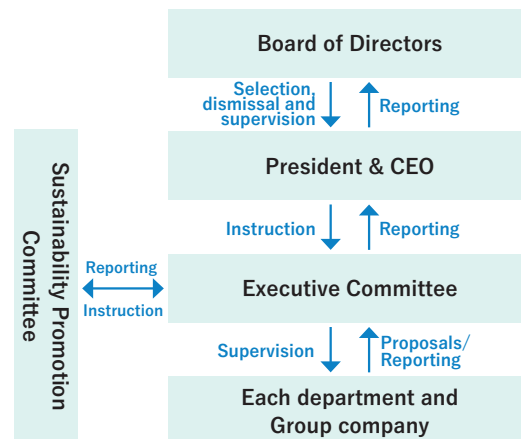 Board of Directors
Selection,
dismissal and
supervision
Reporting
President & CEO
Instruction
Reporting
Sustainability Promotion
Committee
Reporting
Instruction
Executive Committee
Supervision
Proposals/
Reporting
Each department and
Group company